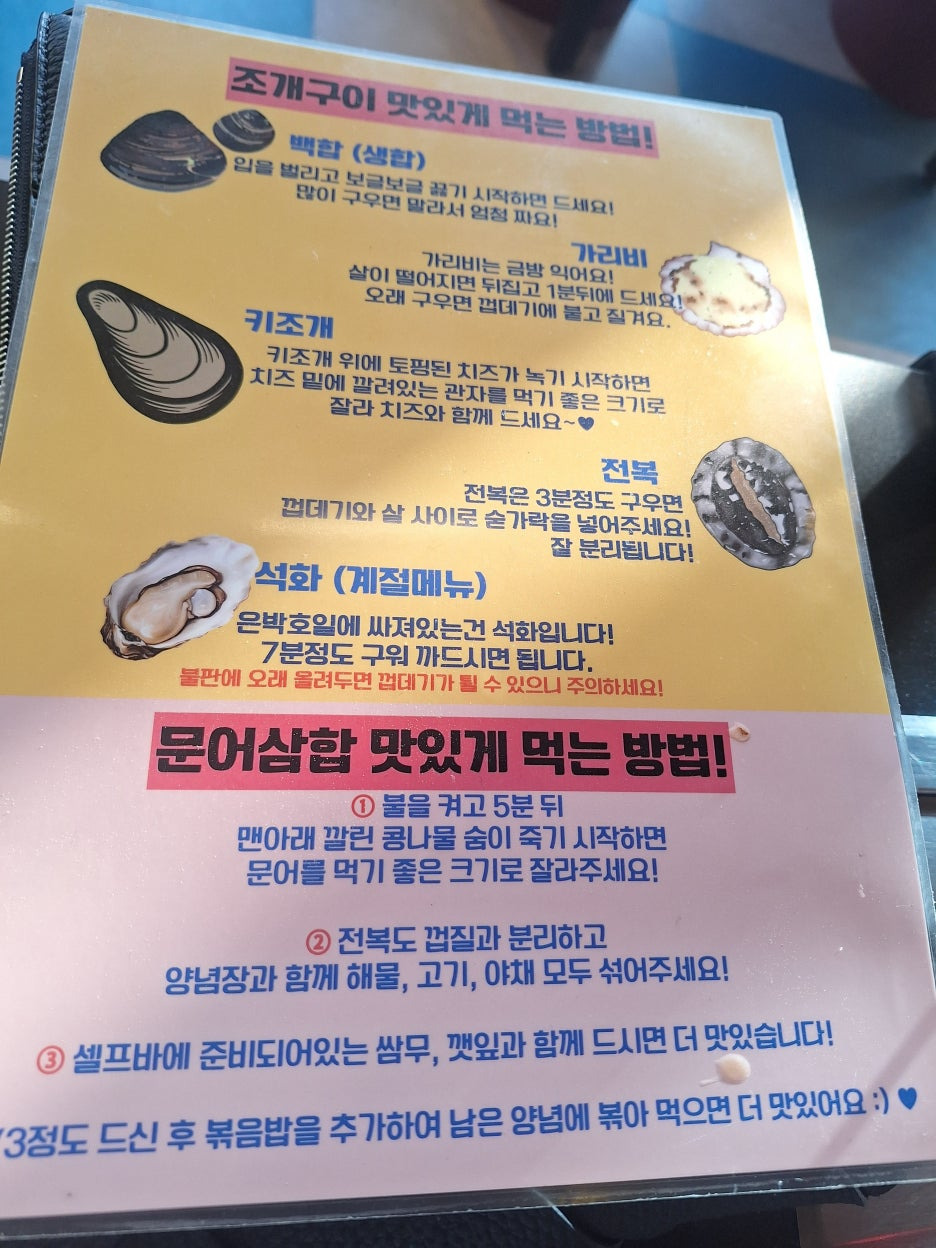 조개구이 맛있게 먹는 방법!
백합 (생합)
입을 벌리고 보글보글 끓기 시작하면 드세요!
많이 구우면 말라서 엄청 짜요!
가리비
가리비는 금방 익어요!
살이 떨어지면 뒤집고 1분뒤에 드세요!
오래 구우면 껍데기에 붙고 질겨요.
키조개
키조개 위에 토핑된 치즈가 녹기 시작하면
치즈 밑에 깔려있는 관자를 먹기 좋은 크기로
잘라 치즈와 함께 드세요~♥
전복
전복은 3분정도 구우면
껍데기와 살 사이로 숟가락을 넣어주세요!
잘 분리됩니다!
석화 (계절메뉴)
은박호일에 싸져있는건 석화입니다!
7분정도 구워 까드시면 됩니다.
불판에 오래 올려두면 껍데기가 튈 수 있으니 주의하세요!
문어삼합 맛있게 먹는 방법!
① 불을 켜고 5분 뒤
맨아래 깔린 콩나물 숨이 죽기 시작하면
문어를 먹기 좋은 크기로 잘라주세요!
② 전복도 껍질과 분리하고
양념장과 함께 해물, 고기, 야채 모두 섞어주세요!
③ 셀프바에 준비되어있는 쌈무, 깻잎과 함께 드시면 더 맛있습니다!
/3정도 드신 후 볶음밥을 추가하여 남은 양념에 볶아 먹으면 더 맛있어요 :) ♥